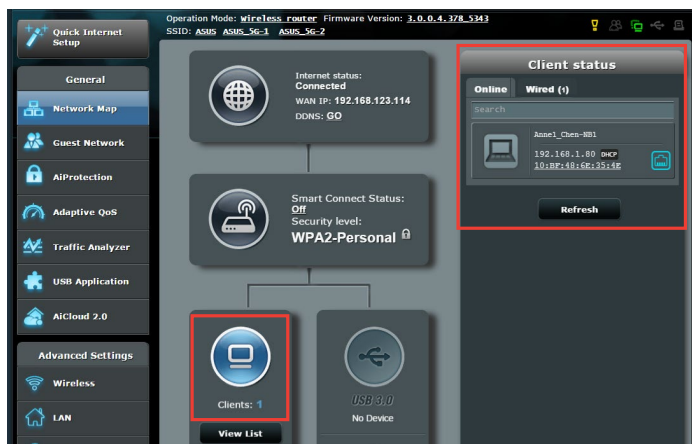 Operation Mode: Wireless router Firmware Version: 3.0.0.4.378_5343
SSID: ASUS ASUS_5G-1 ASUS_5G-2
Quick Internet
Setup
General
Network Map
Guest Network
AiProtection
Adaptive QoS
Traffic Analyzer
USB Application
AiCloud 2.0
Advanced Settings
Wireless
LAN
Internet status:
Connected
WAN IP: 192.168.123.114
DDNS: GO
Smart Connect Status:
Off
Security level:
WPA2-Personal
Clients: 1
View List
USB 3.0
No Device
Client status
Online Wired (1)
Search
Annel_Chen-NB1
192.168.1.80 DHCP
10:BF:48:6E:35:4E
Refresh